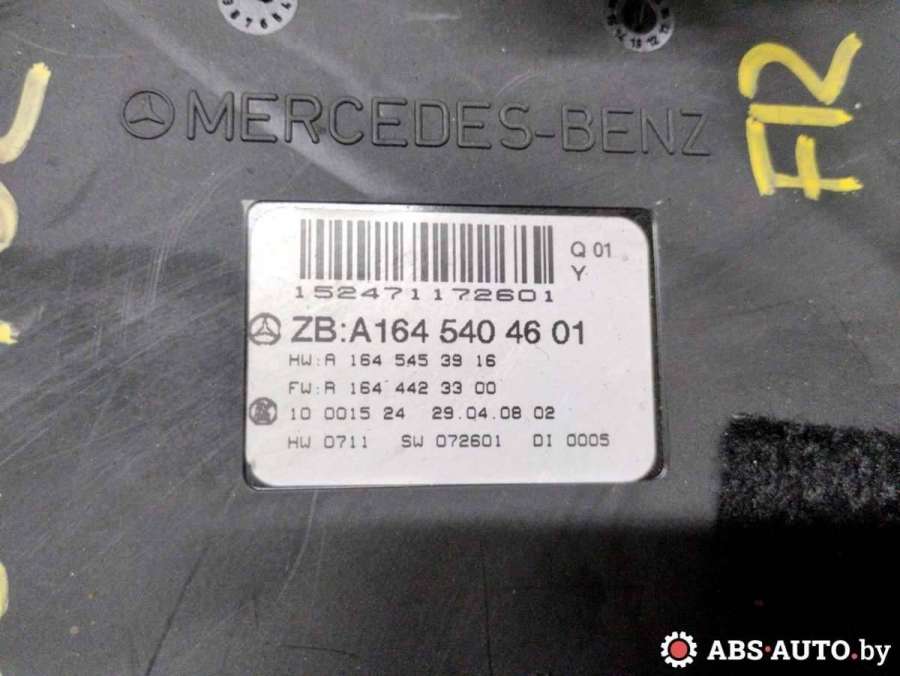 MERCEDES-BENZ
F12
Q 01
Y
152471172601
ZB:A164 540 46 01
HW:A 164 545 39 16
FW:A 164 442 33 00
10 0015 24 29.04.08 02
HW 0711 SW 072601 DI 0005
ABS-AUTO.by